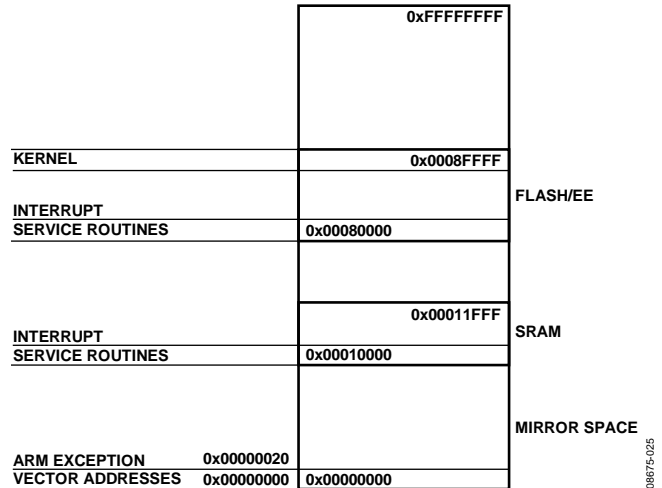 0xFFFFFFFF
KERNEL 0x0008FFFF
FLASH/EE
INTERRUPT
SERVICE ROUTINES 0x00080000
0x00011FFF
SRAM
INTERRUPT
SERVICE ROUTINES 0x00010000
MIRROR SPACE
ARM EXCEPTION 0x00000020
VECTOR ADDRESSES 0x00000000 0x00000000
08675-025